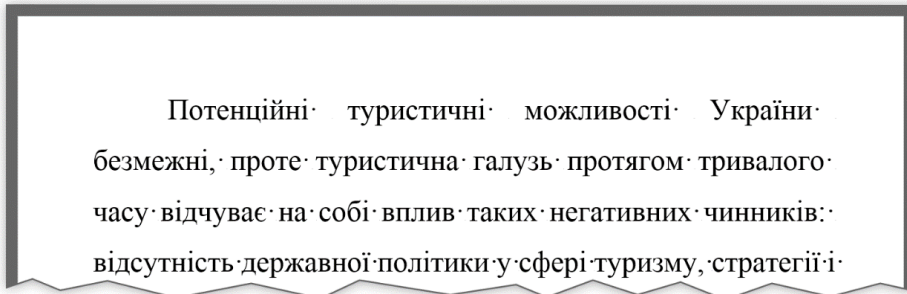 Потенційні туристичні можливості України
безмежні, проте туристична галузь протягом тривалого
часу відчуває на собі вплив таких негативних чинників:
відсутність державної політики у сфері туризму, стратегії і